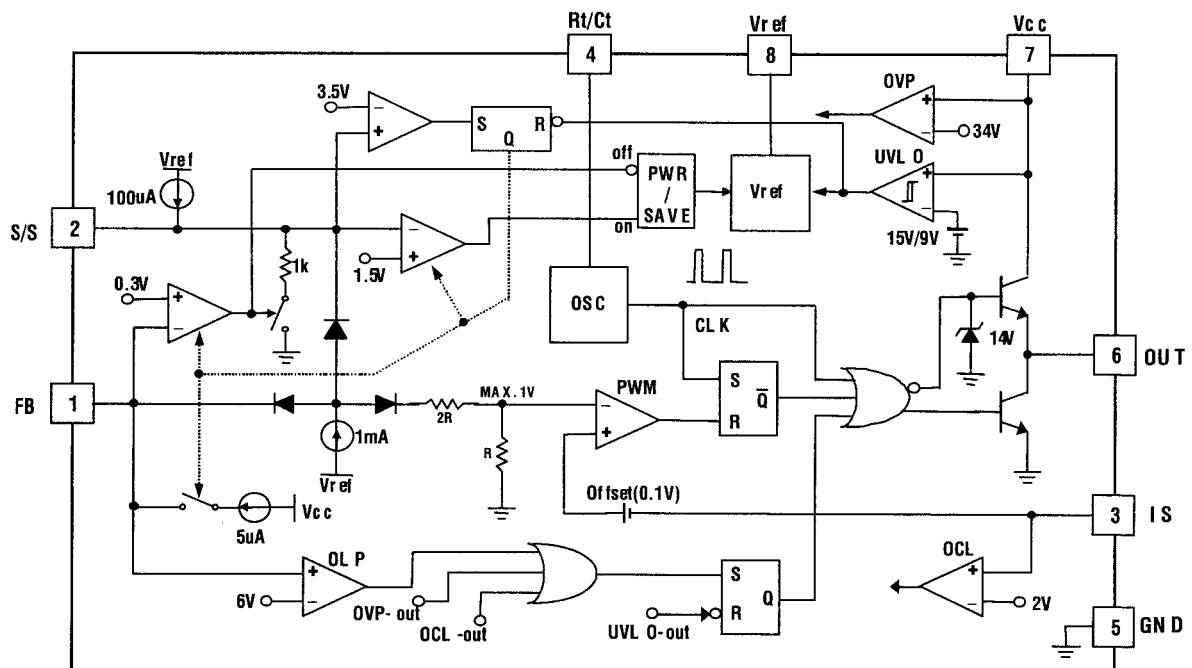 Rt/Ct
Vref
Vcc
4
8
7
OVP
3.5V
−
+
S
R
Q
+
−
34V
off
UVL O
Vref
100uA
PWR
/
SAVE
Vref
+
−
on
15V/9V
S/S
2
−
+
1.5V
1k
0.3V
+
−
OSC
CLK
14V
6
OUT
FB
1
MAX. 1V
PWM
S
Q
R
2R
−
+
R
1mA
Vref
Offset(0.1V)
3
IS
Vcc
5uA
OLP
OCL
+
−
6V
S
Q
R
+
−
2V
OVP-out
OCL -out
UVL O-out
5
GND